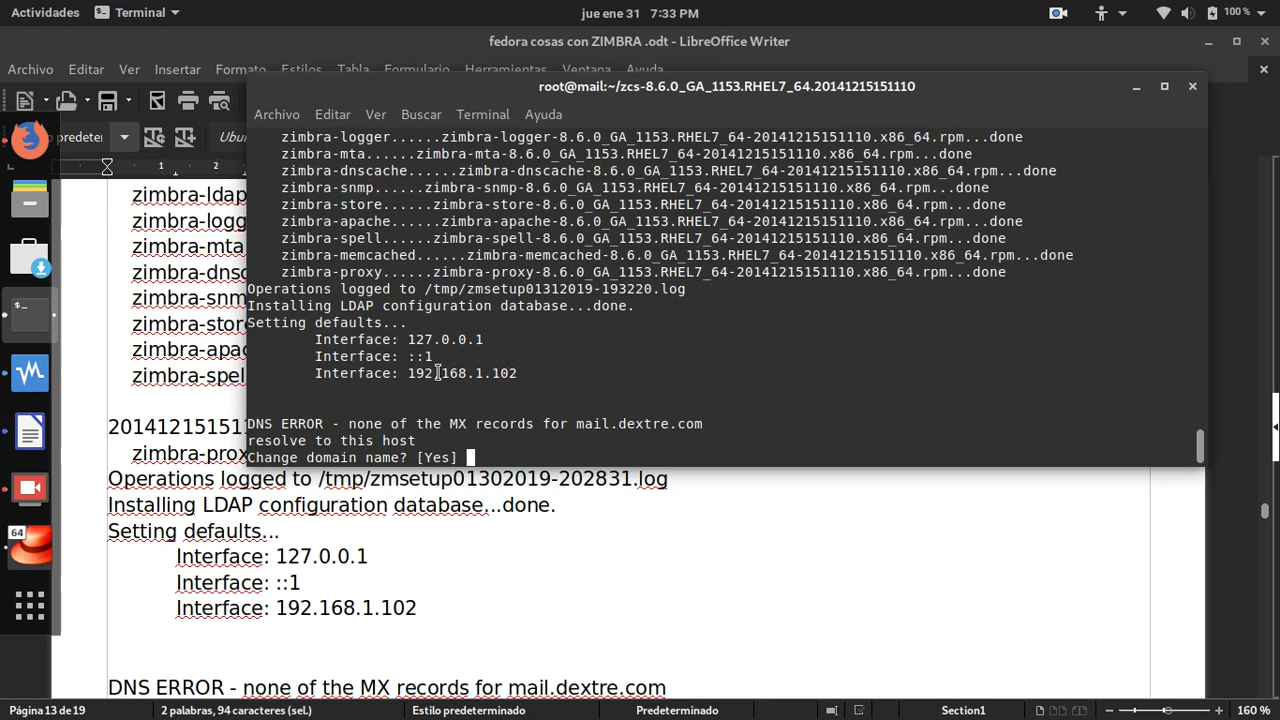 Actividades Terminal jue ene 31 7:33 PM 100 %
fedora cosas con ZIMBRA .odt - LibreOffice Writer
Archivo Editar Ver Insertar Formato Estilos Tabla Formulario Herramientas Ventana Ayuda
root@mail:~/zcs-8.6.0_GA_1153.RHEL7_64.20141215151110
Archivo Editar Ver Buscar Terminal Ayuda
zimbra-logger......zimbra-logger-8.6.0_GA_1153.RHEL7_64-20141215151110.x86_64.rpm...done
zimbra-mta......zimbra-mta-8.6.0_GA_1153.RHEL7_64-20141215151110.x86_64.rpm...done
zimbra-dnscache......zimbra-dnscache-8.6.0_GA_1153.RHEL7_64-20141215151110.x86_64.rpm...done
zimbra-snmp......zimbra-snmp-8.6.0_GA_1153.RHEL7_64-20141215151110.x86_64.rpm...done
zimbra-store......zimbra-store-8.6.0_GA_1153.RHEL7_64-20141215151110.x86_64.rpm...done
zimbra-apache......zimbra-apache-8.6.0_GA_1153.RHEL7_64-20141215151110.x86_64.rpm...done
zimbra-spell......zimbra-spell-8.6.0_GA_1153.RHEL7_64-20141215151110.x86_64.rpm...done
zimbra-memcached......zimbra-memcached-8.6.0_GA_1153.RHEL7_64-20141215151110.x86_64.rpm...done
zimbra-proxy......zimbra-proxy-8.6.0_GA_1153.RHEL7_64-20141215151110.x86_64.rpm...done
Operations logged to /tmp/zmsetup01312019-193220.log
Installing LDAP configuration database...done.
Setting defaults...
Interface: 127.0.0.1
Interface: ::1
Interface: 192.168.1.102
DNS ERROR - none of the MX records for mail.dextre.com
resolve to this host
Change domain name? [Yes]
predeter
Ubu
1 2
zimbra-ldap
zimbra-logg
zimbra-mta
zimbra-dnsc
zimbra-snm
zimbra-stor
zimbra-apac
zimbra-spel
20141215151
zimbra-prox
Operations logged to /tmp/zmsetup01302019-202831.log
Installing LDAP configuration database...done.
Setting defaults...
Interface: 127.0.0.1
Interface: ::1
Interface: 192.168.1.102
DNS ERROR - none of the MX records for mail.dextre.com
64
Página 13 de 19 2 palabras, 94 caracteres (sel.) Estilo predeterminado Predeterminado Section1 160 %